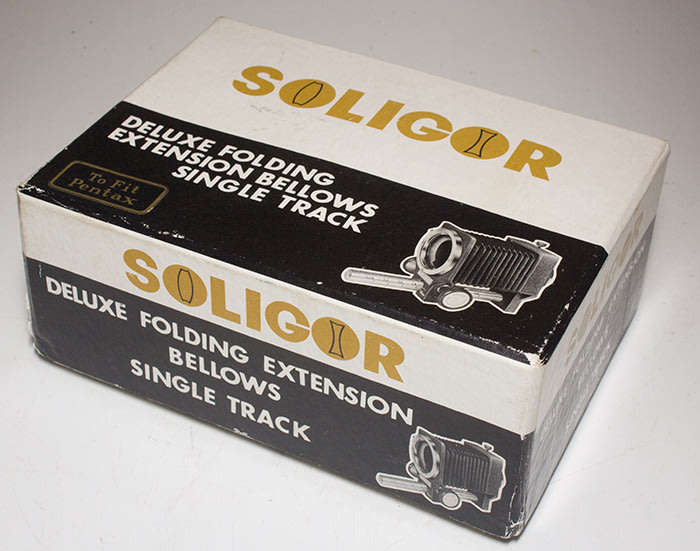 SOLIGOR
DELUXE FOLDING
EXTENSION BELLOWS
SINGLE TRACK
To Fit
Pentax
SOLIGOR
DELUXE FOLDING EXTENSION
BELLOWS
SINGLE TRACK